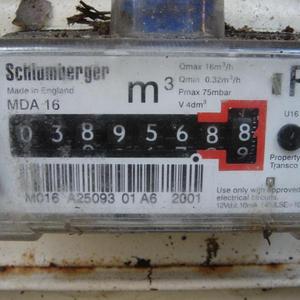 Schlumberger
Made in England
MDA 16
m³
Qmax 16m³/h
Qmin 0.32m³/h
Pmax 75mbar
V 4dm³
U16
03895688
Property
Transco
M016 A25093 01 A6 2001
Use only with approved
electrical circuits.